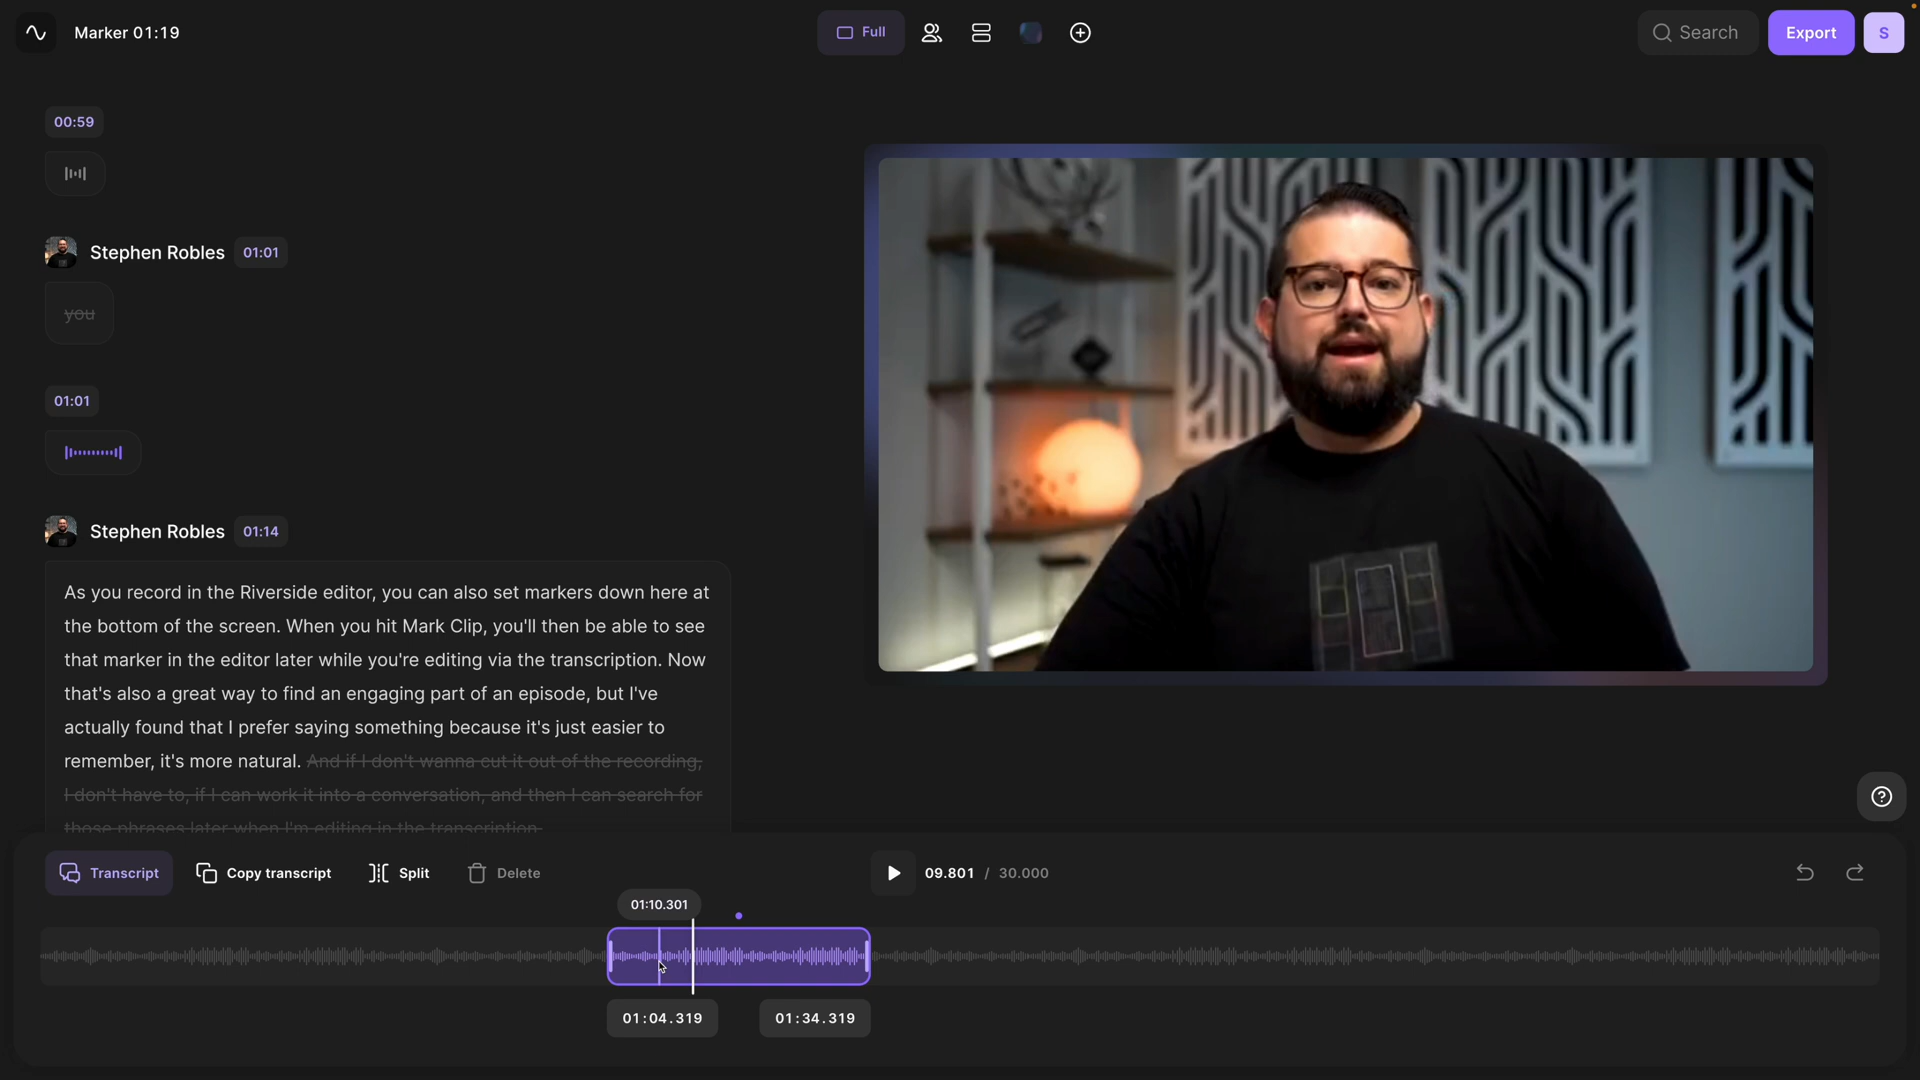 Marker 01:19
Full
Search
Export
S
00:59
Stephen Robles 01:01
you
01:01
Stephen Robles 01:14
As you record in the Riverside editor, you can also set markers down here at
the bottom of the screen. When you hit Mark Clip, you'll then be able to see
that marker in the editor later while you're editing via the transcription. Now
that's also a great way to find an engaging part of an episode, but I've
actually found that I prefer saying something because it's just easier to
remember, it's more natural. And if I don't wanna cut it out of the recording,
I don't have to, if I can work it into a conversation, and then I can search for
those phrases later when I'm editing in the transcription.
Transcript
Copy transcript
Split
Delete
09.801 / 30.000
01:10.301
01:04.319
01:34.319